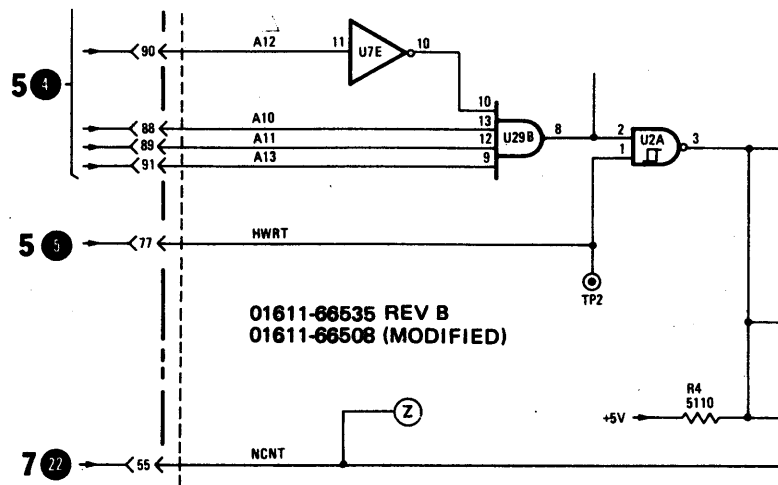 90 A12 11 U7E 10
5 4
10
88 A10 13
89 A11 12 U29B 8 2 U2A 3
91 A13 9 1
5 5 77 HWRT
TP2
01611-66535 REV B
01611-66508 (MODIFIED)
R4
5110
+5V
Z
7 22 55 NCNT